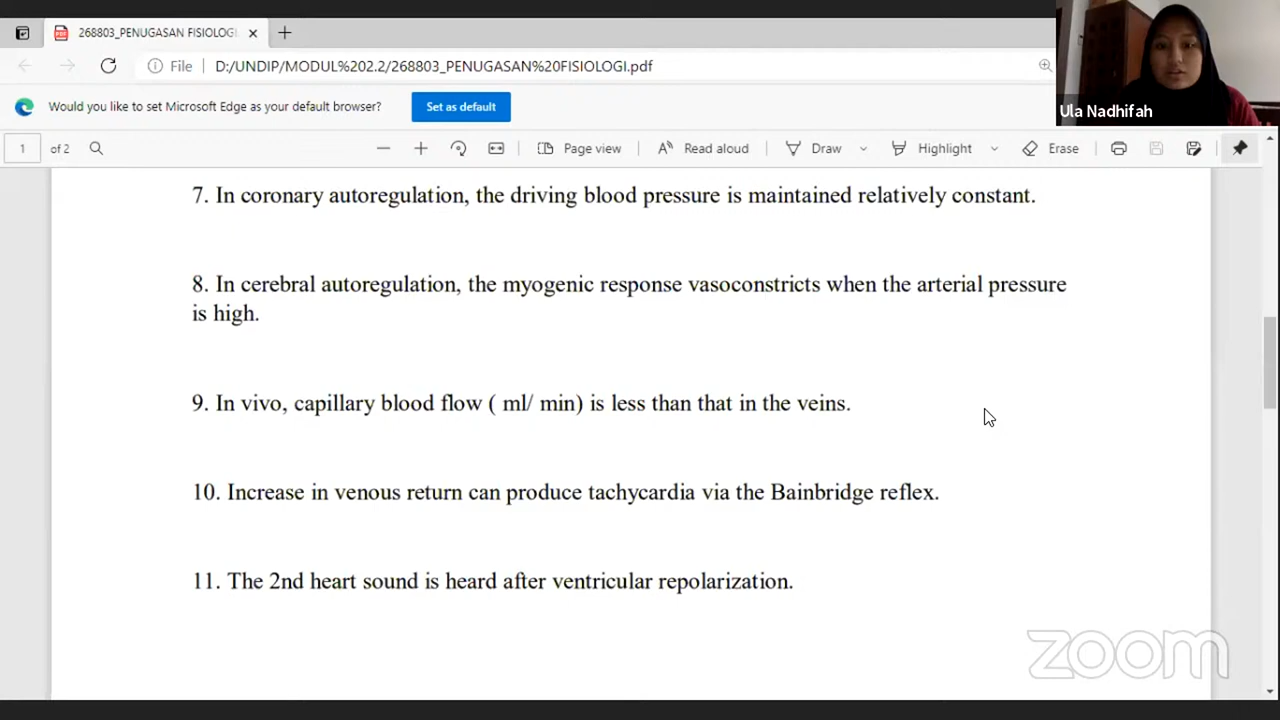 268803_PENUGASAN FISIOLOGI
File D:/UNDIP/MODUL%202.2/268803_PENUGASAN%20FISIOLOGI.pdf
Ula Nadhifah
Would you like to set Microsoft Edge as your default browser? Set as default
1 of 2 Page view Read aloud Draw Highlight Erase
7. In coronary autoregulation, the driving blood pressure is maintained relatively constant.
8. In cerebral autoregulation, the myogenic response vasoconstricts when the arterial pressure
is high.
9. In vivo, capillary blood flow ( ml/ min) is less than that in the veins.
10. Increase in venous return can produce tachycardia via the Bainbridge reflex.
11. The 2nd heart sound is heard after ventricular repolarization.
zoom